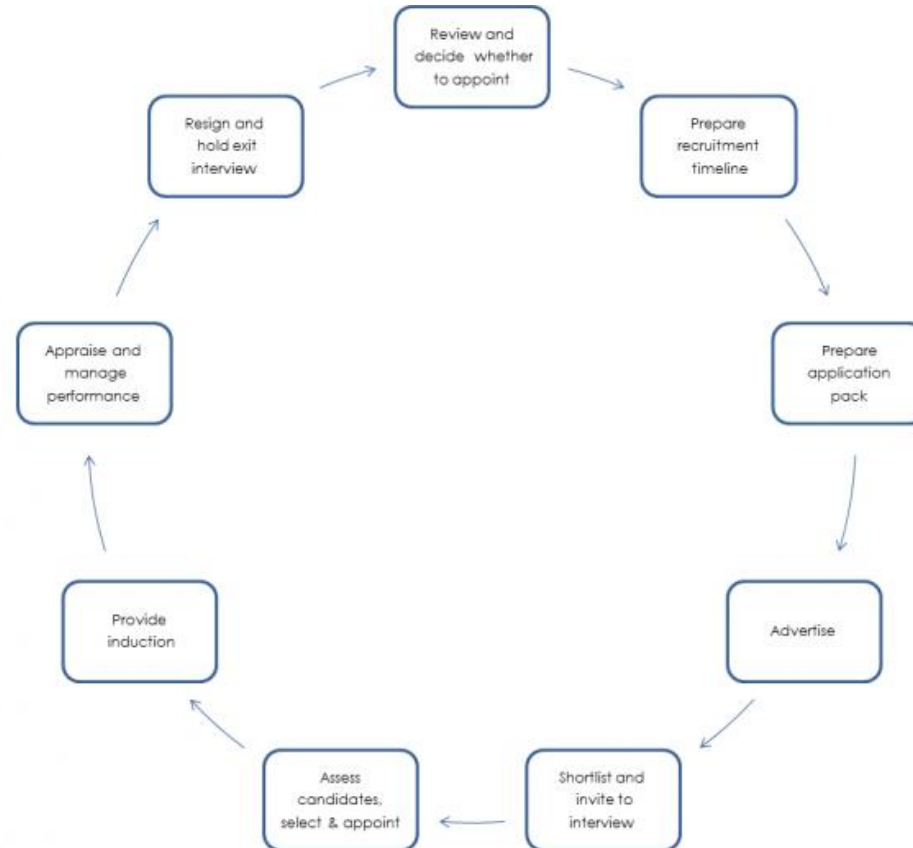 Review and
decide whether
to appoint
Prepare
recruitment
timeline
Prepare
application
pack
Advertise
Shortlist and
invite to
interview
Assess
candidates,
select & appoint
Provide
induction
Appraise and
manage
performance
Resign and
hold exit
interview